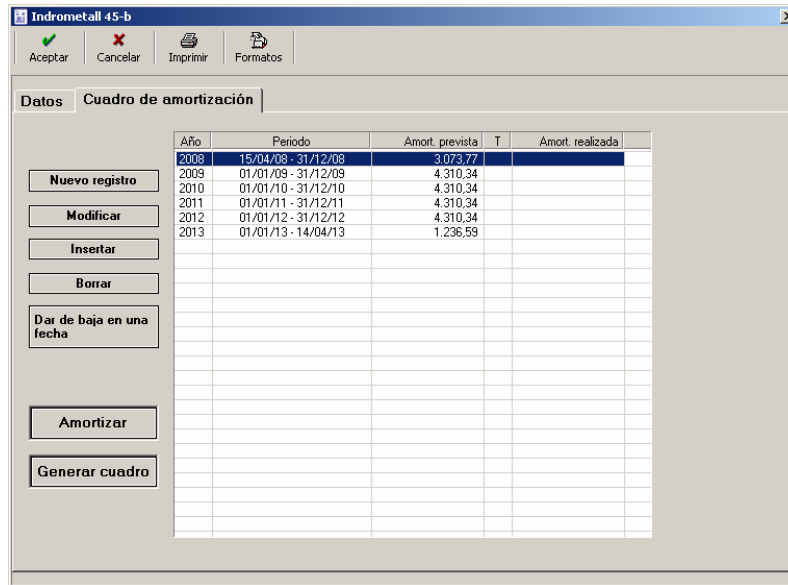 Indrometall 45-b
Aceptar Cancelar Imprimir Formatos
Datos Cuadro de amortización
Año Periodo Amort. prevista T Amort. realizada
2008 15/04/08 - 31/12/08 3.073,77
2009 01/01/09 - 31/12/09 4.310,34
2010 01/01/10 - 31/12/10 4.310,34
2011 01/01/11 - 31/12/11 4.310,34
2012 01/01/12 - 31/12/12 4.310,34
2013 01/01/13 - 14/04/13 1.236,59
Nuevo registro
Modificar
Insertar
Borrar
Dar de baja en una
fecha
Amortizar
Generar cuadro